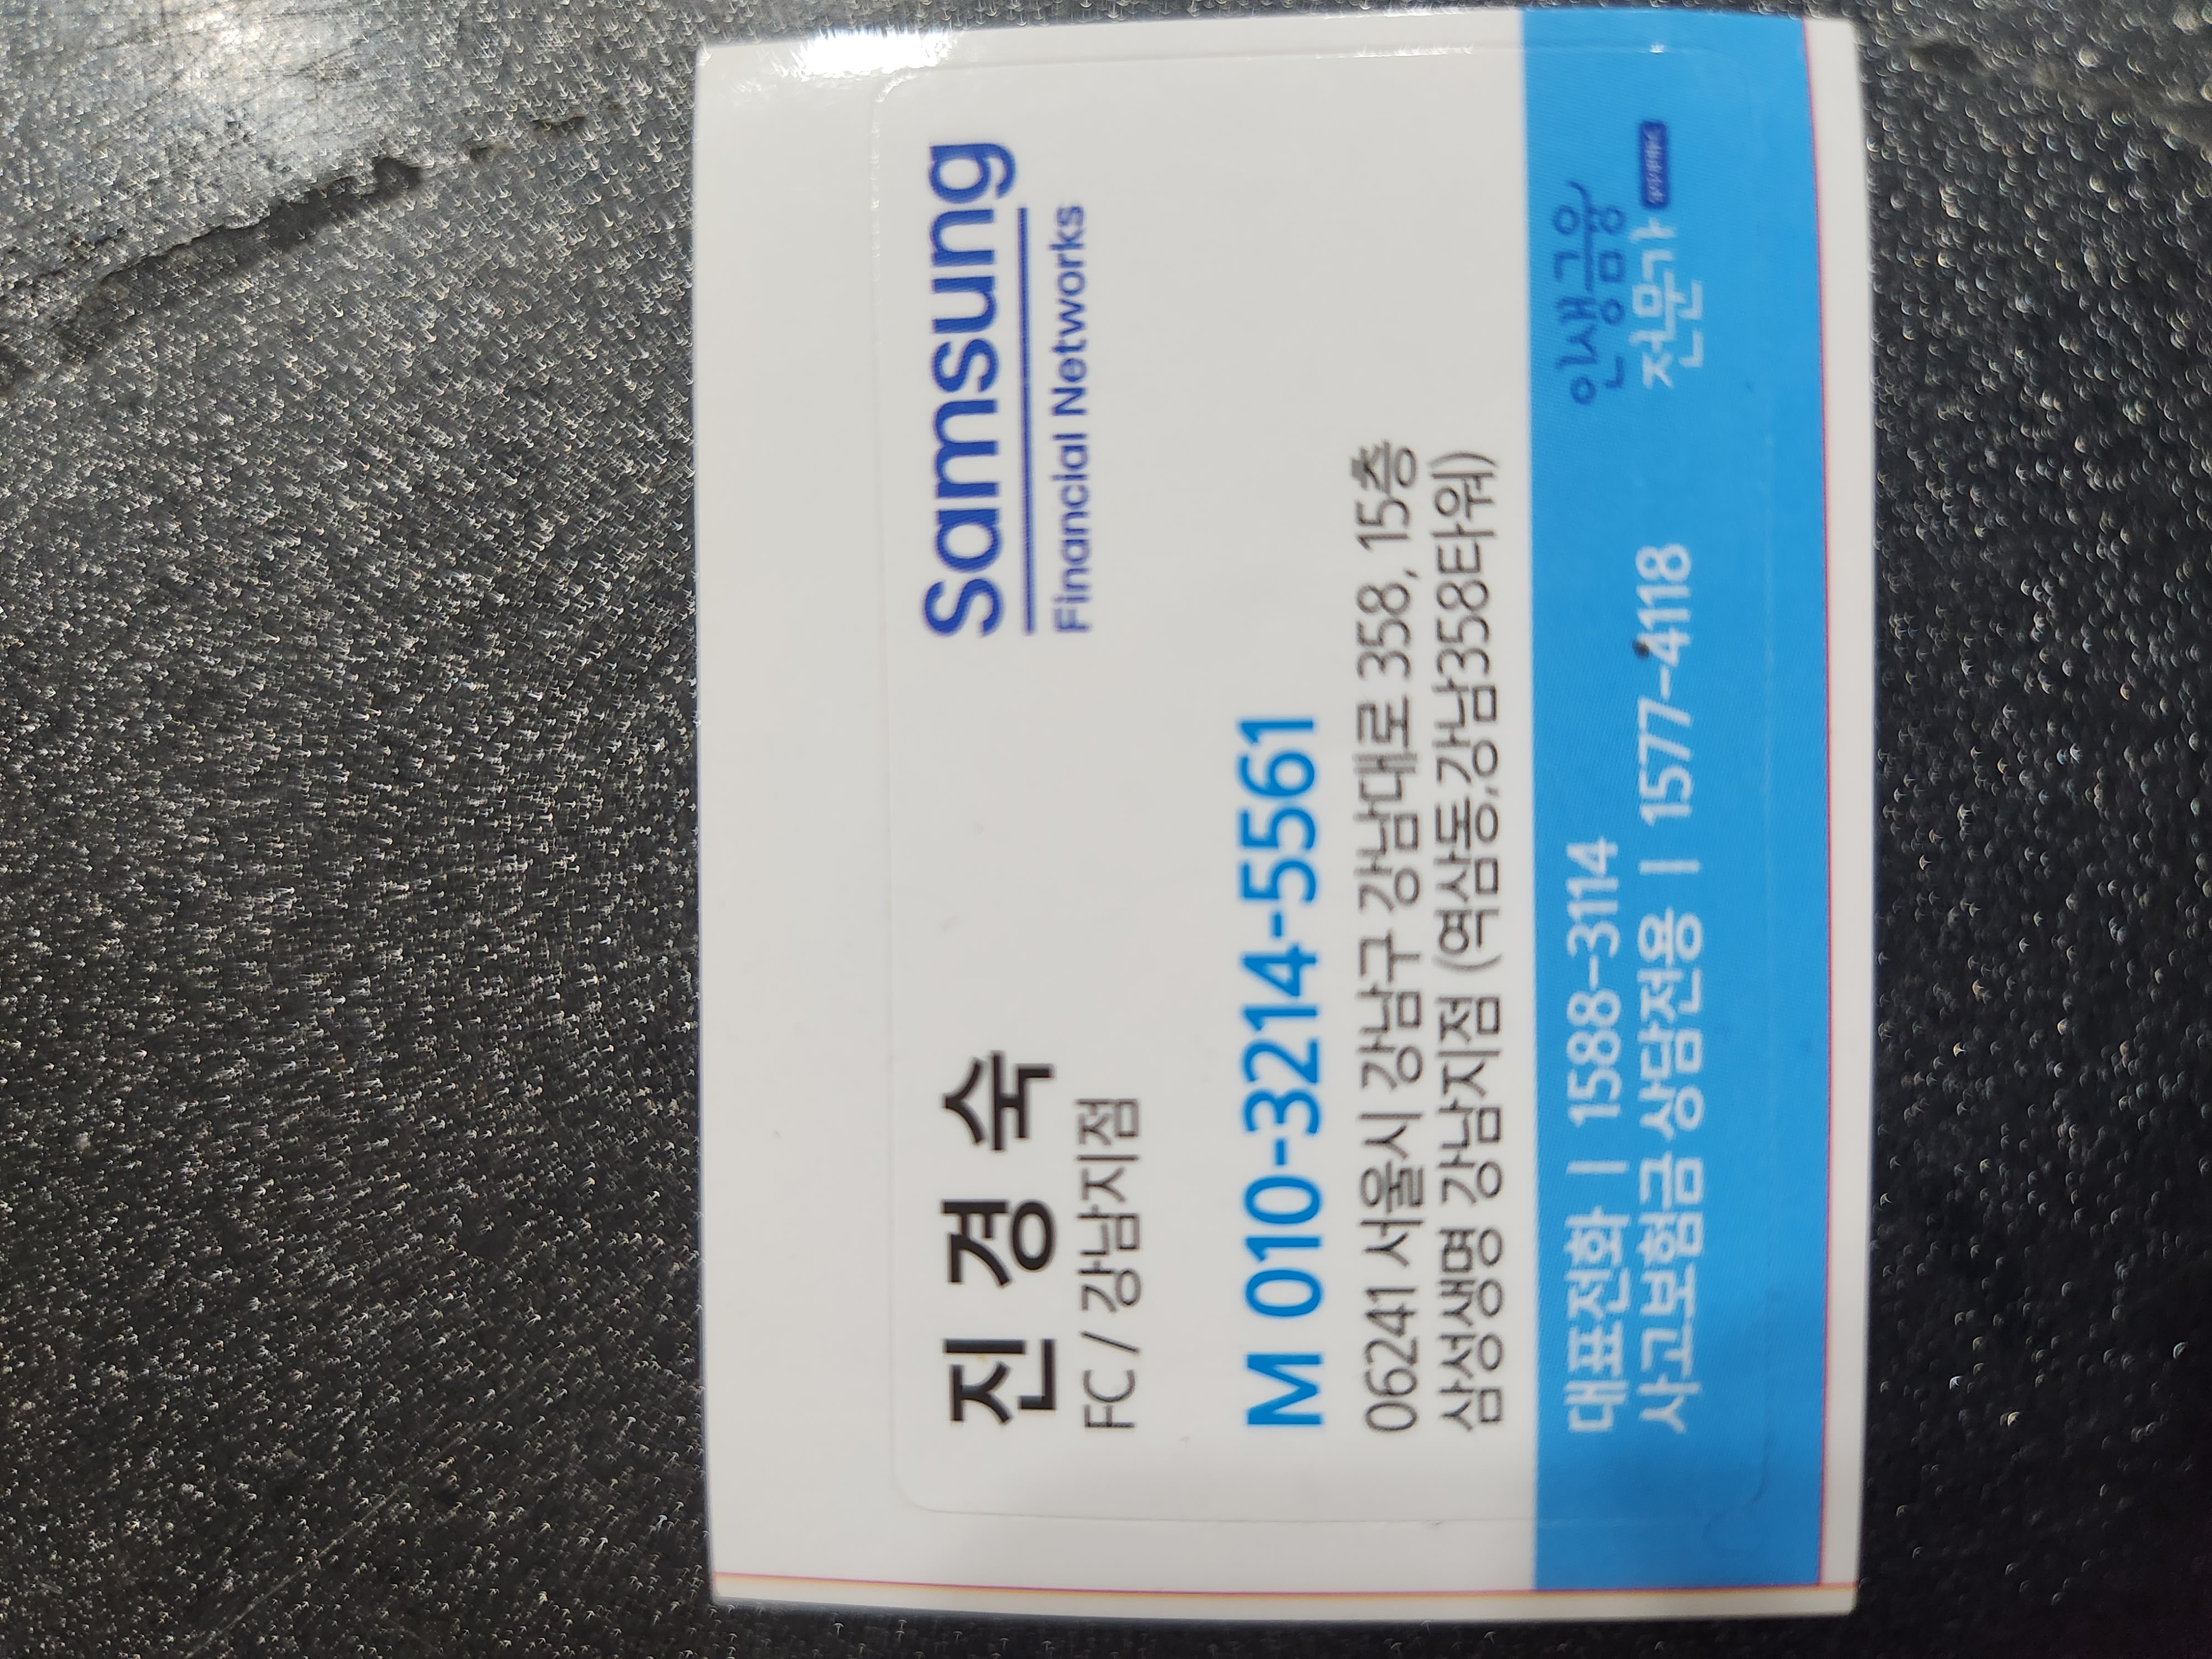 진 경 숙
FC / 강남지점
Samsung
Financial Networks
M 010-3214-5561
06241 서울시 강남구 강남대로 358, 15층
삼성생명 강남지점 (역삼동,강남358타워)
대표전화 | 1588-3114
사고보험금 상담전용 | 1577-4118
인생금융
전문가